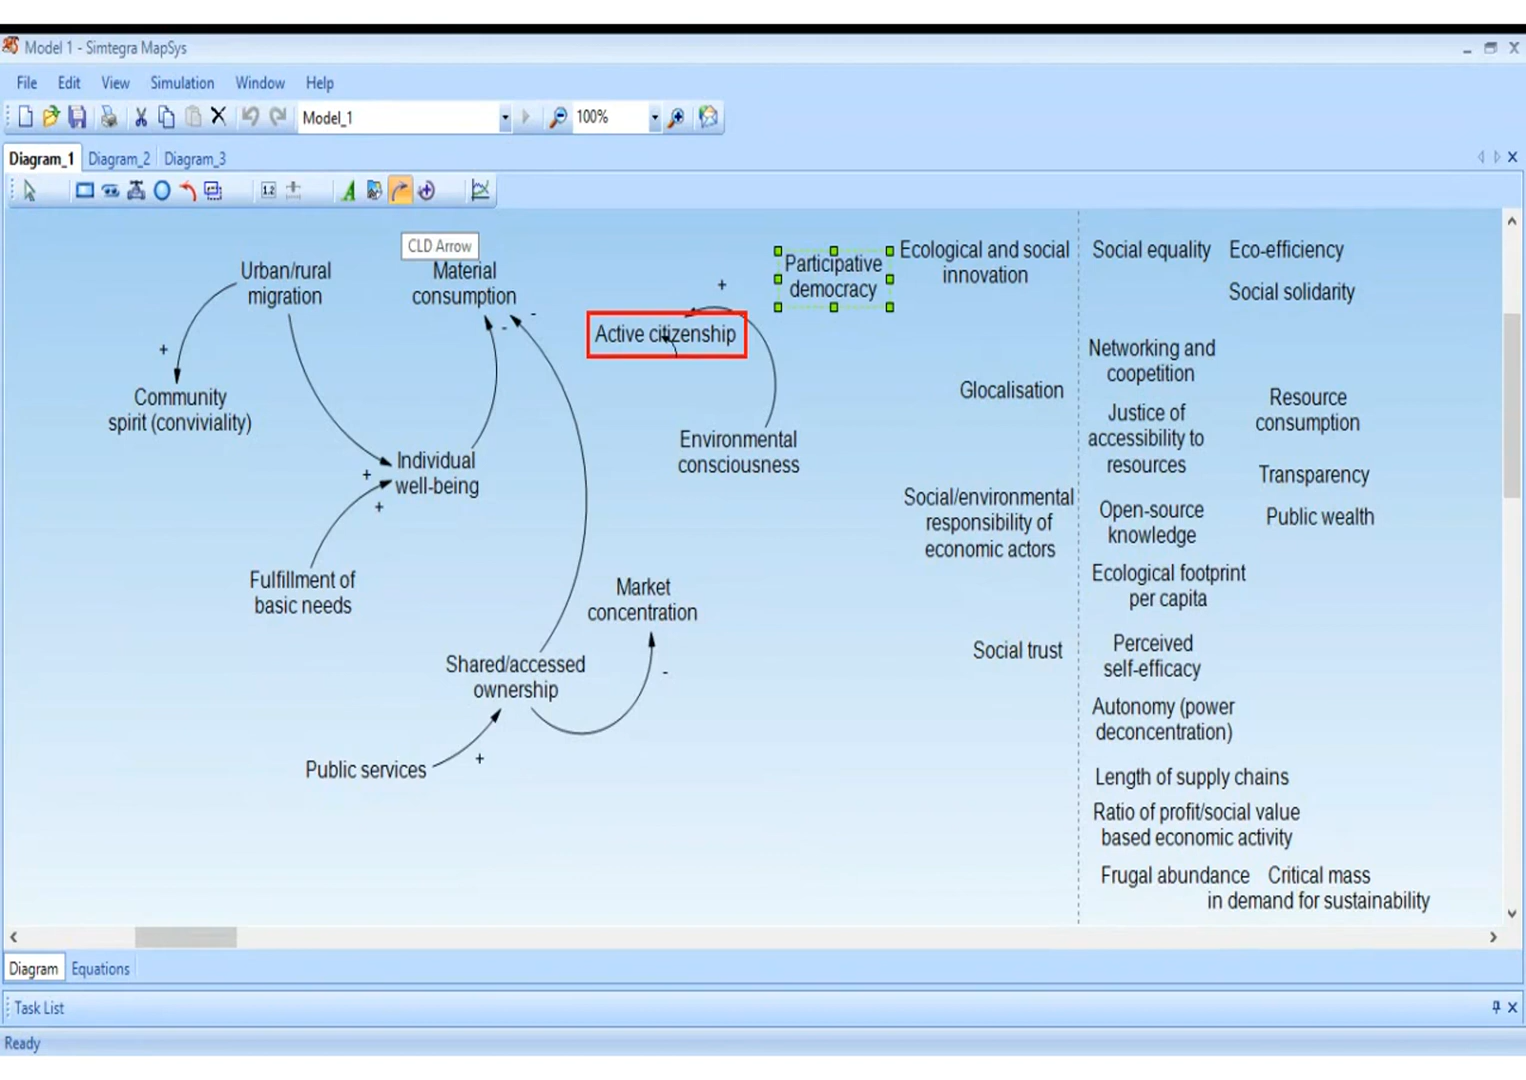 Model 1 - Simtegra MapSys
File Edit View Simulation Window Help
Model_1 100%
Diagram_1 Diagram_2 Diagram_3
1.2 A
CLD Arrow
Urban/rural
migration
Material
consumption
+
-
-
Active citizenship
+
Participative
democracy
Ecological and social
innovation
Social equality
Eco-efficiency
Social solidarity
+
Community
spirit (conviviality)
Networking and
coopetition
Glocalisation
Justice of
accessibility to
resources
Resource
consumption
Environmental
consciousness
+
Individual
well-being
+
Transparency
Social/environmental
responsibility of
economic actors
Open-source
knowledge
Public wealth
Fulfillment of
basic needs
Market
concentration
Ecological footprint
per capita
Shared/accessed
ownership
-
Social trust
Perceived
self-efficacy
Autonomy (power
deconcentration)
Public services
+
Length of supply chains
Ratio of profit/social value
based economic activity
Frugal abundance
Critical mass
in demand for sustainability
Diagram Equations
Task List
Ready